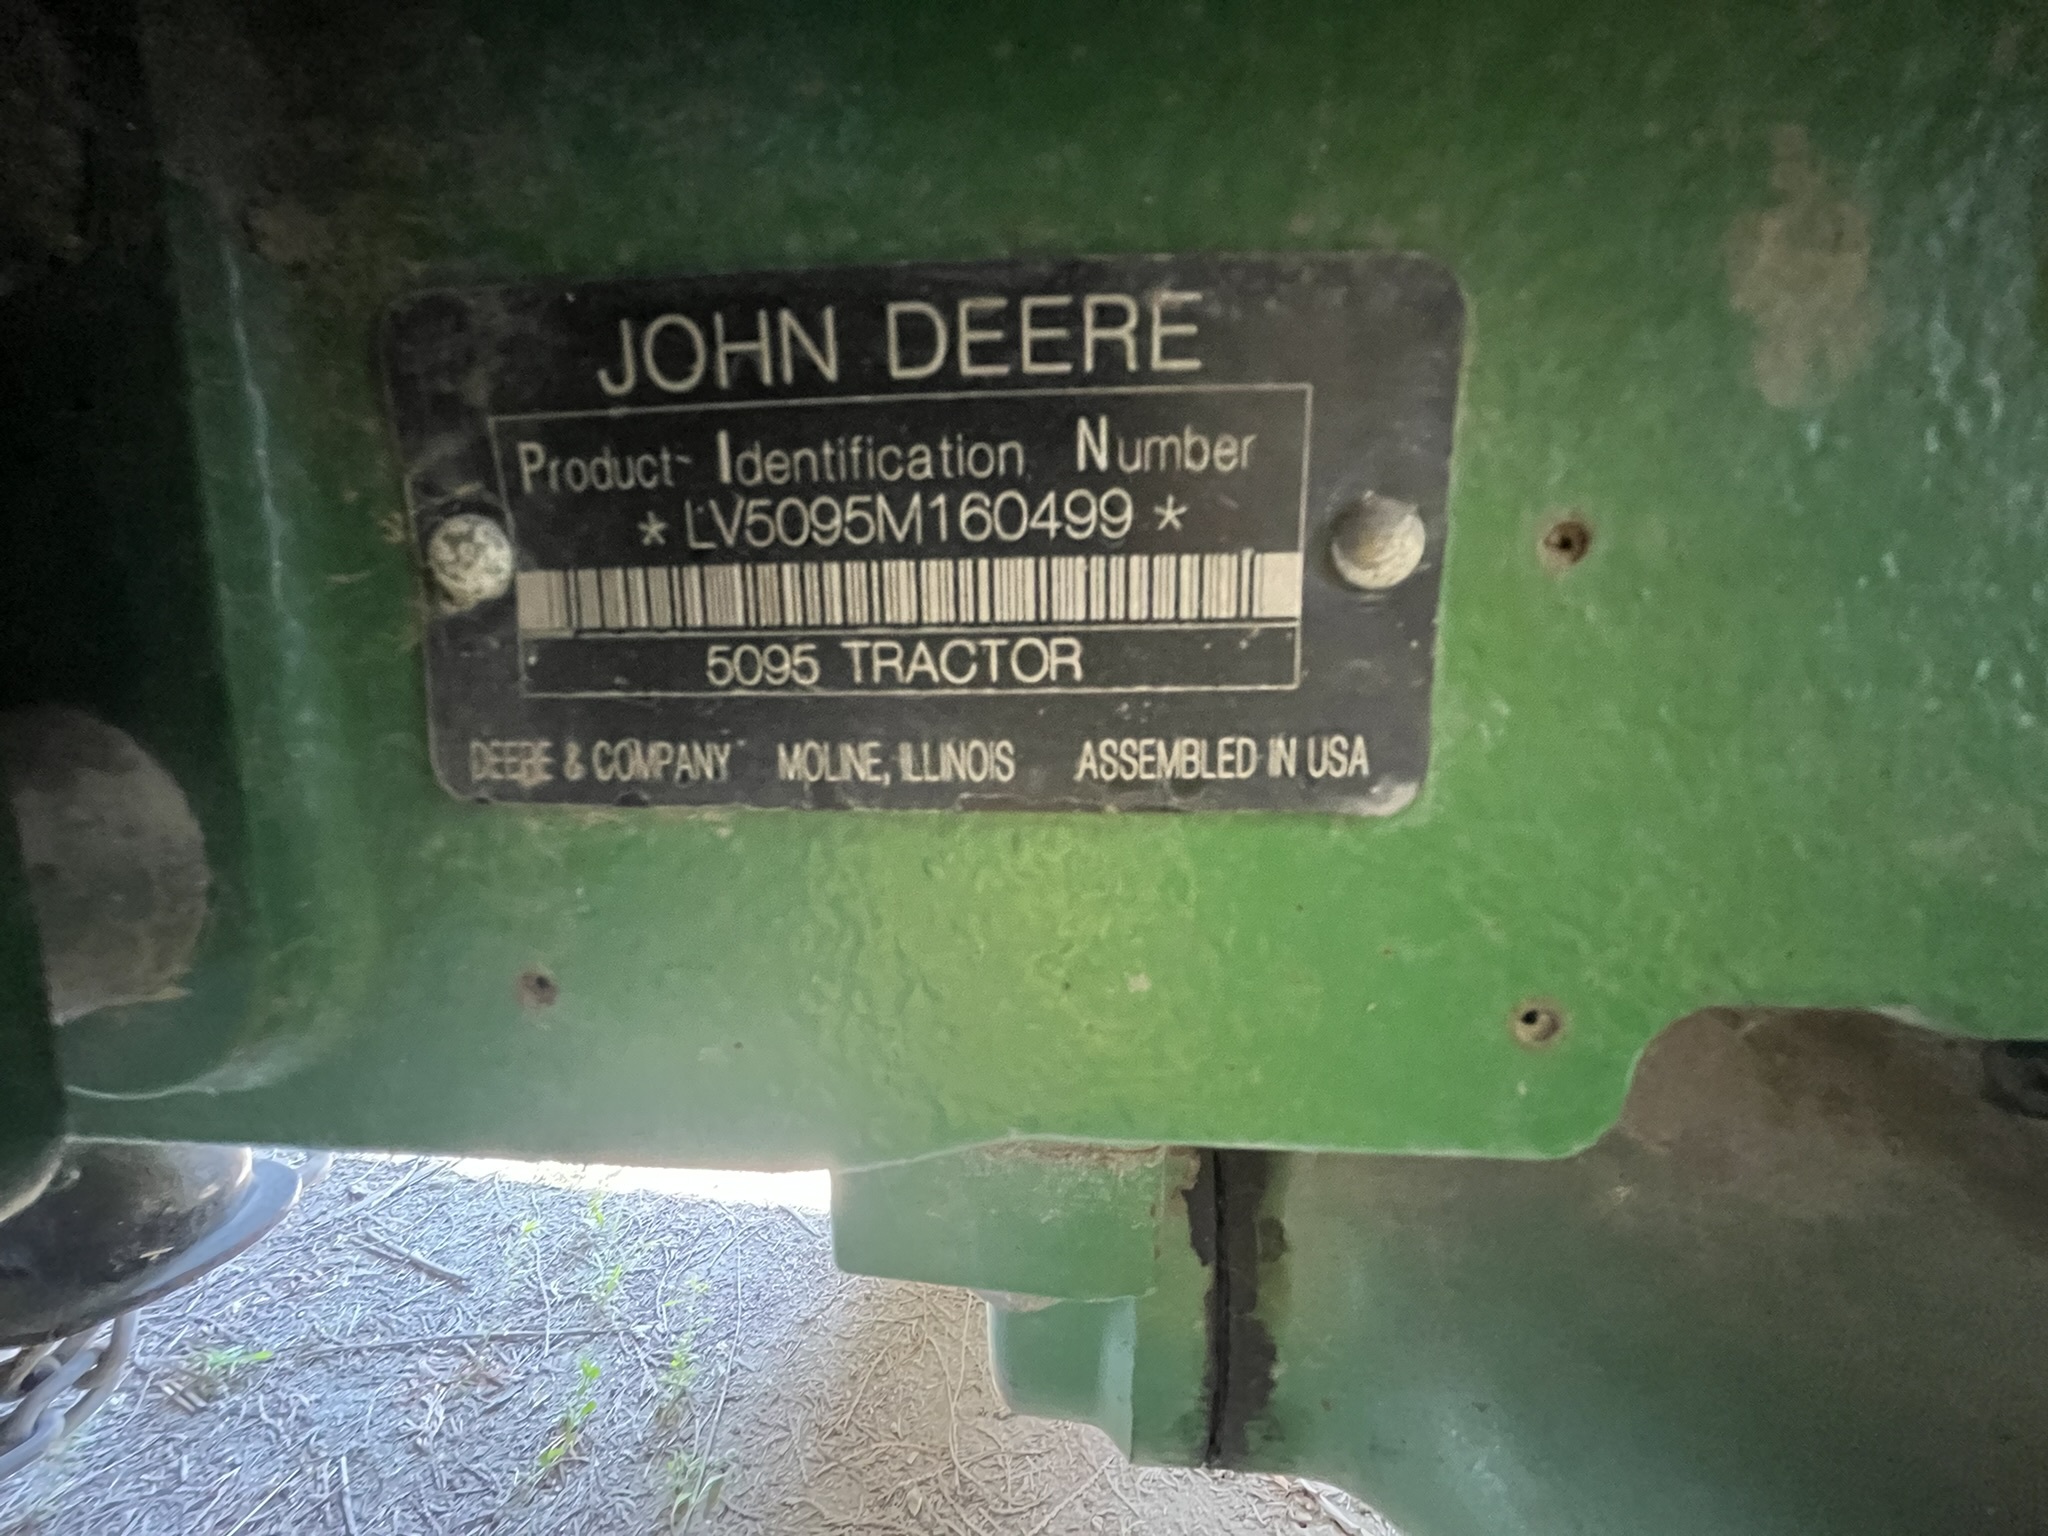 JOHN DEERE
Product Identification Number
* LV5095M160499 *
5095 TRACTOR
DEERE & COMPANY MOLINE, ILLINOIS ASSEMBLED IN USA